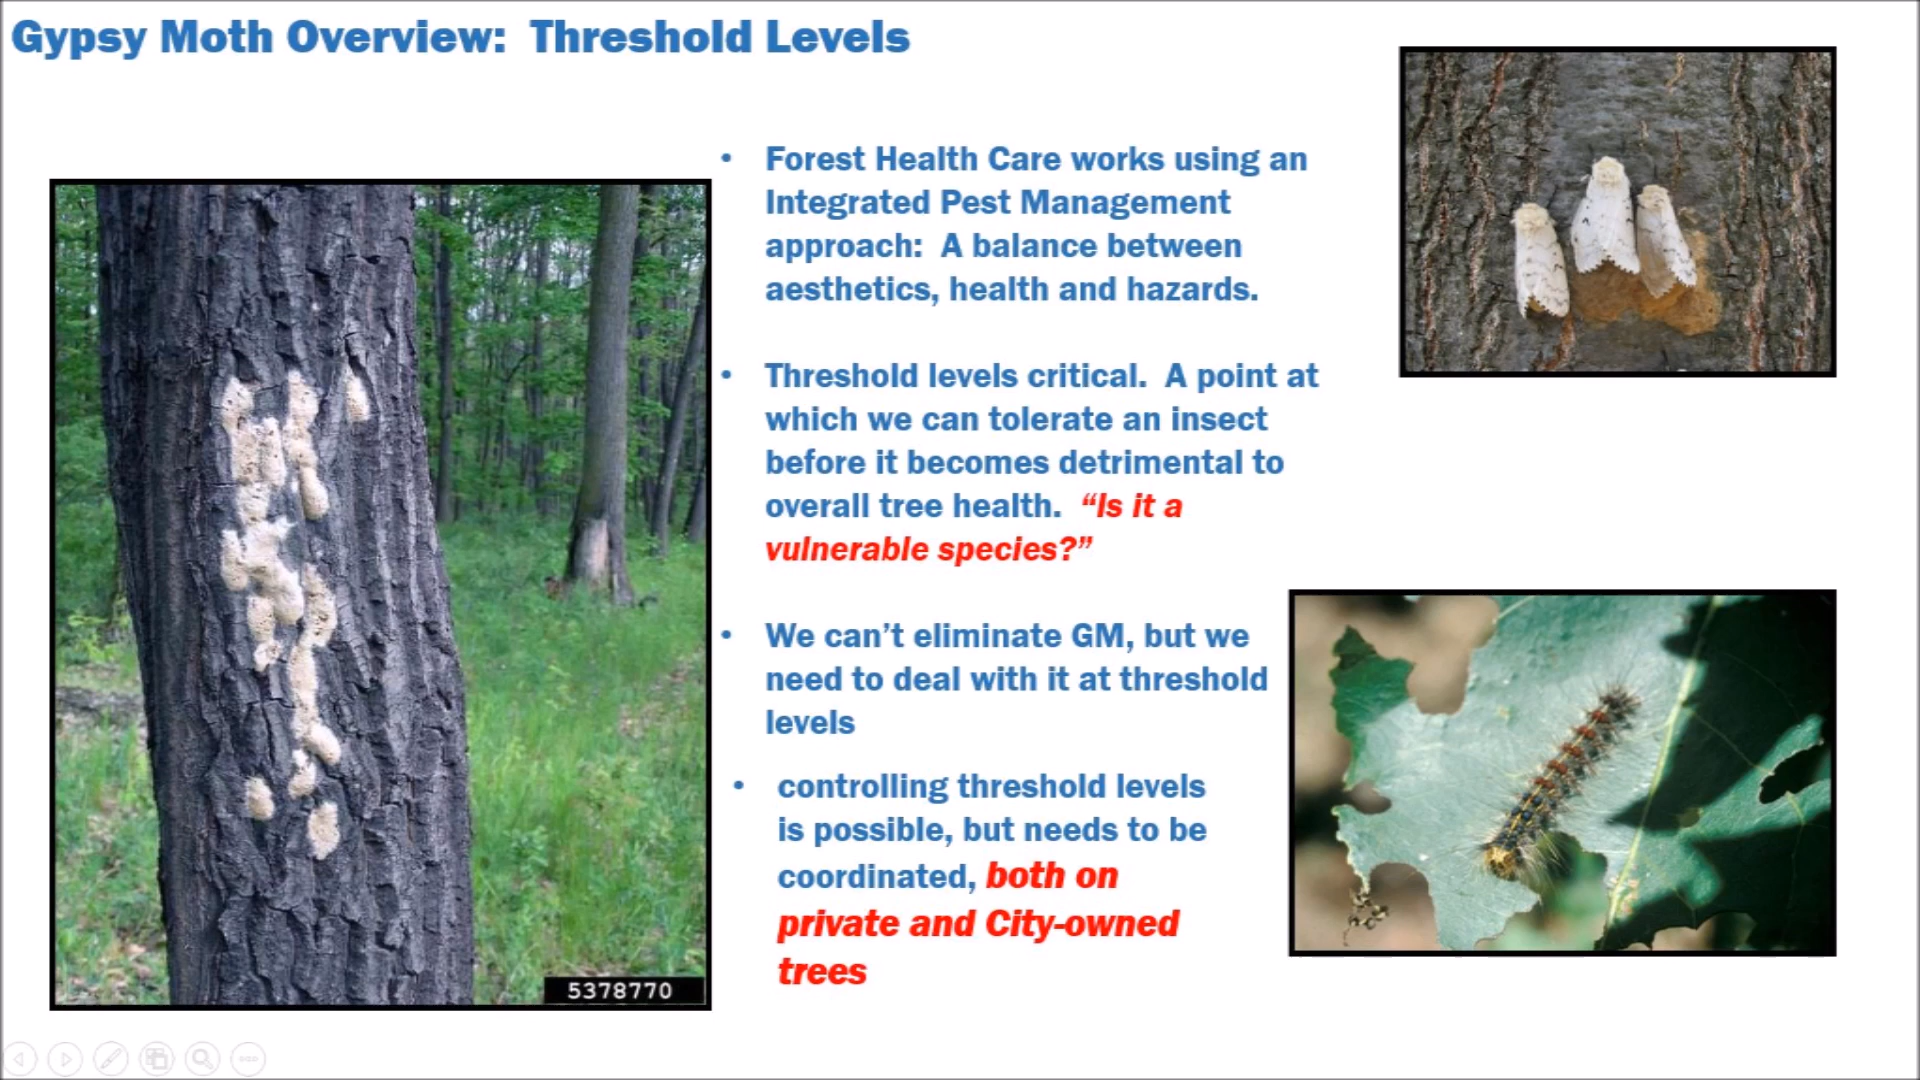 Gypsy Moth Overview:  Threshold Levels
• Forest Health Care works using an
Integrated Pest Management
approach:  A balance between
aesthetics, health and hazards.
• Threshold levels critical.  A point at
which we can tolerate an insect
before it becomes detrimental to
overall tree health.  “Is it a
vulnerable species?”
• We can’t eliminate GM, but we
need to deal with it at threshold
levels
• controlling threshold levels
is possible, but needs to be
coordinated, both on
private and City-owned
trees
5378770